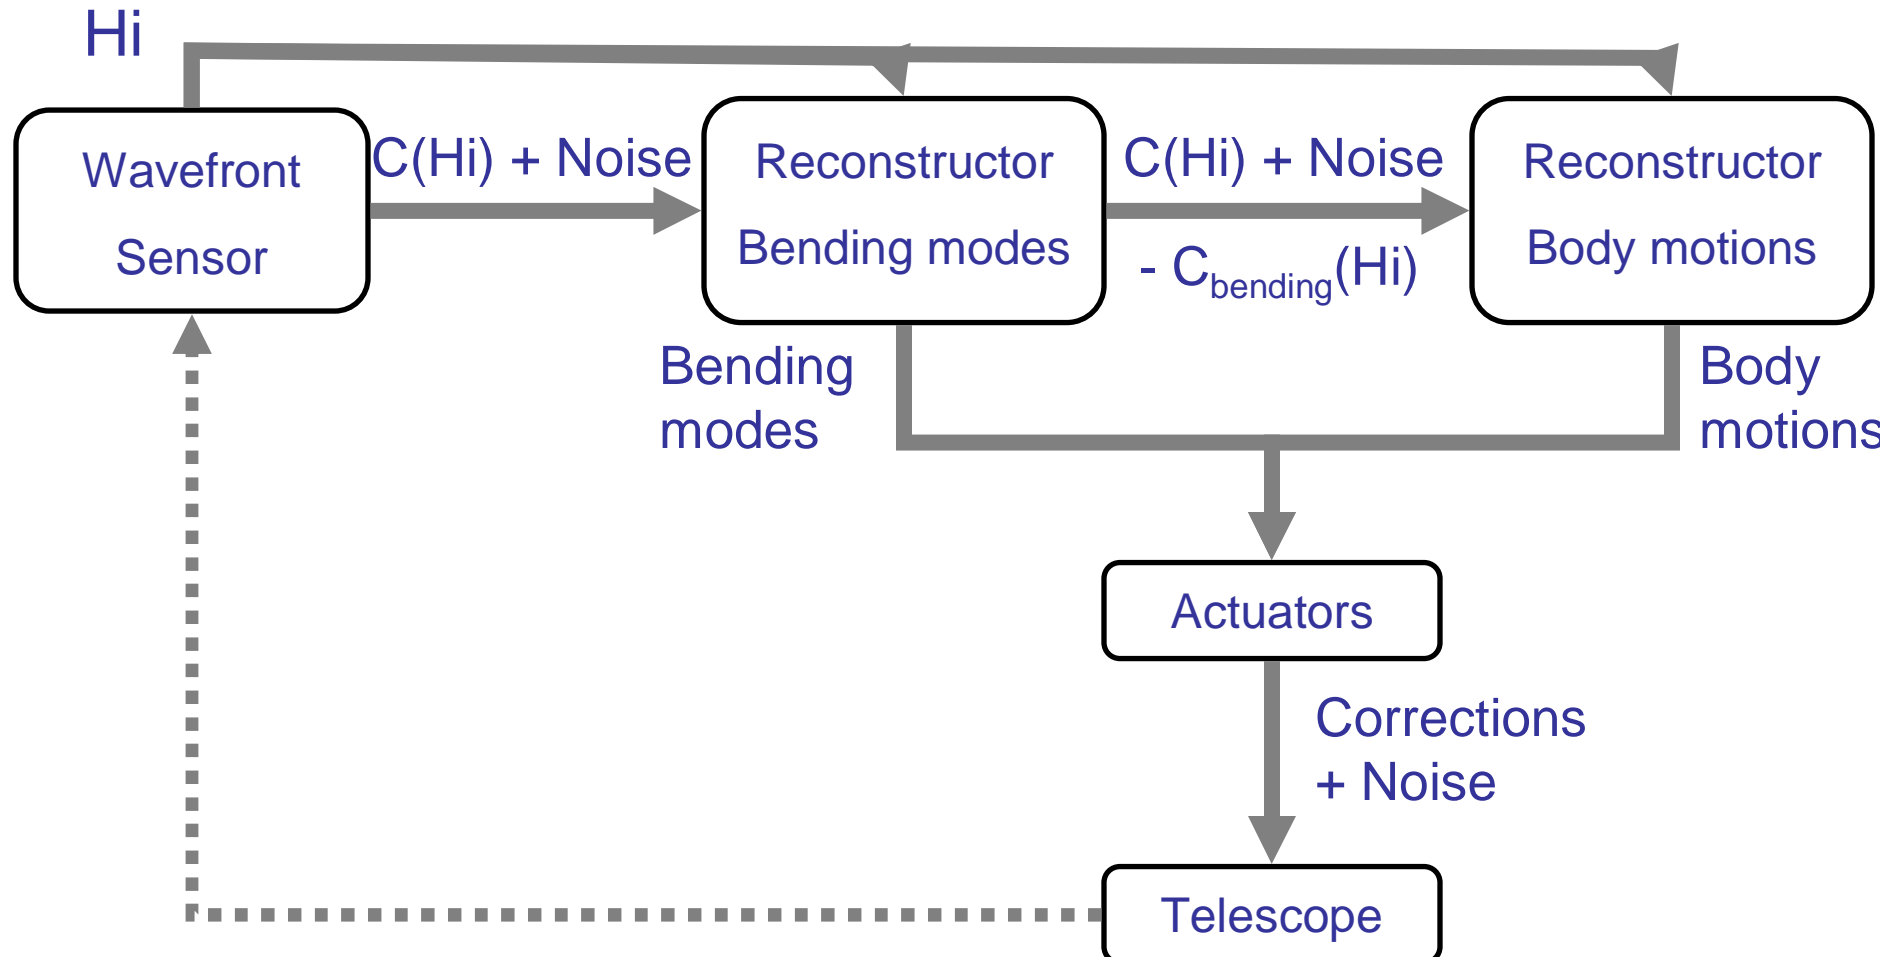 Hi
Wavefront
Sensor
C(Hi) + Noise
Reconstructor
Bending modes
C(Hi) + Noise
- C_bending(Hi)
Reconstructor
Body motions
Bending
modes
Body
motions
Actuators
Corrections
+ Noise
Telescope